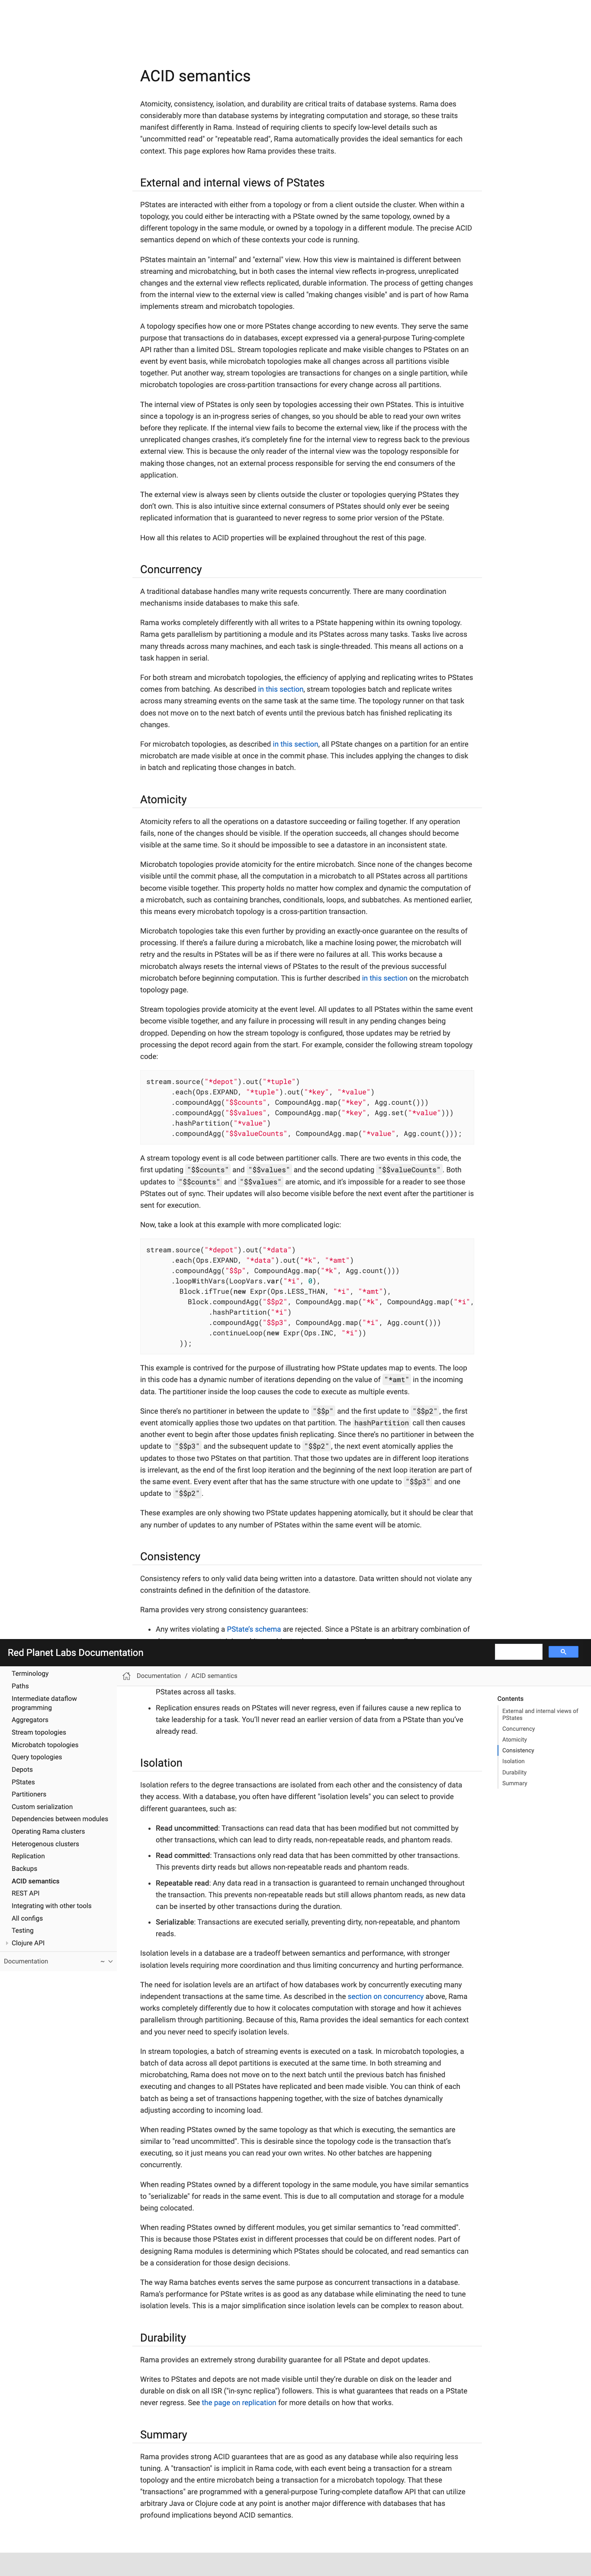 ACID semantics
Atomicity, consistency, isolation, and durability are critical traits of database systems. Rama does
considerably more than database systems by integrating computation and storage, so these traits
manifest differently in Rama. Instead of requiring clients to specify low-level details such as
"uncommitted read" or "repeatable read", Rama automatically provides the ideal semantics for each
context. This page explores how Rama provides these traits.
External and internal views of PStates
PStates are interacted with either from a topology or from a client outside the cluster. When within a
topology, you could either be interacting with a PState owned by the same topology, owned by a
different topology in the same module, or owned by a topology in a different module. The precise ACID
semantics depend on which of these contexts your code is running.
PStates maintain an "internal" and "external" view. How this view is maintained is different between
streaming and microbatching, but in both cases the internal view reflects in-progress, unreplicated
changes and the external view reflects replicated, durable information. The process of getting changes
from the internal view to the external view is called "making changes visible" and is part of how Rama
implements stream and microbatch topologies.
A topology specifies how one or more PStates change according to new events. They serve the same
purpose that transactions do in databases, except expressed via a general-purpose Turing-complete
API rather than a limited DSL. Stream topologies replicate and make visible changes to PStates on an
event by event basis, while microbatch topologies make all changes across all partitions visible
together. Put another way, stream topologies are transactions for changes on a single partition, while
microbatch topologies are cross-partition transactions for every change across all partitions.
The internal view of PStates is only seen by topologies accessing their own PStates. This is intuitive
since a topology is an in-progress series of changes, so you should be able to read your own writes
before they replicate. If the internal view fails to become the external view, like if the process with the
unreplicated changes crashes, it's completely fine for the internal view to regress back to the previous
external view. This is because the only reader of the internal view was the topology responsible for
making those changes, not an external process responsible for serving the end consumers of the
application.
The external view is always seen by clients outside the cluster or topologies querying PStates they
don't own. This is also intuitive since external consumers of PStates should only ever be seeing
replicated information that is guaranteed to never regress to some prior version of the PState.
How all this relates to ACID properties will be explained throughout the rest of this page.
Concurrency
A traditional database handles many write requests concurrently. There are many coordination
mechanisms inside databases to make this safe.
Rama works completely differently with all writes to a PState happening within its owning topology.
Rama gets parallelism by partitioning a module and its PStates across many tasks. Tasks live across
many threads across many machines, and each task is single-threaded. This means all actions on a
task happen in serial.
For both stream and microbatch topologies, the efficiency of applying and replicating writes to PStates
comes from batching. As described in this section, stream topologies batch and replicate writes
across many streaming events on the same task at the same time. The topology runner on that task
does not move on to the next batch of events until the previous batch has finished replicating its
changes.
For microbatch topologies, as described in this section, all PState changes on a partition for an entire
microbatch are made visible at once in the commit phase. This includes applying the changes to disk
in batch and replicating those changes in batch.
Atomicity
Atomicity refers to all the operations on a datastore succeeding or failing together. If any operation
fails, none of the changes should be visible. If the operation succeeds, all changes should become
visible at the same time. So it should be impossible to see a datastore in an inconsistent state.
Microbatch topologies provide atomicity for the entire microbatch. Since none of the changes become
visible until the commit phase, all the computation in a microbatch to all PStates across all partitions
become visible together. This property holds no matter how complex and dynamic the computation of
a microbatch, such as containing branches, conditionals, loops, and subbatches. As mentioned earlier,
this means every microbatch topology is a cross-partition transaction.
Microbatch topologies take this even further by providing an exactly-once guarantee on the results of
processing. If there's a failure during a microbatch, like a machine losing power, the microbatch will
retry and the results in PStates will be as if there were no failures at all. This works because a
microbatch always resets the internal views of PStates to the result of the previous successful
microbatch before beginning computation. This is further described in this section on the microbatch
topology page.
Stream topologies provide atomicity at the event level. All updates to all PStates within the same event
become visible together, and any failure in processing will result in any pending changes being
dropped. Depending on how the stream topology is configured, those updates may be retried by
processing the depot record again from the start. For example, consider the following stream topology
code:
stream.source("*depot").out("*tuple")
.each(Ops.EXPAND, "*tuple").out("*key", "*value")
.compoundAgg("$$counts", CompoundAgg.map("*key", Agg.count()))
.compoundAgg("$$values", CompoundAgg.map("*key", Agg.set("*value")))
.hashPartition("*value")
.compoundAgg("$$valueCounts", CompoundAgg.map("*value", Agg.count()));
A stream topology event is all code between partitioner calls. There are two events in this code, the
first updating "$$counts" and "$$values" and the second updating "$$valueCounts". Both
updates to "$$counts" and "$$values" are atomic, and it's impossible for a reader to see those
PStates out of sync. Their updates will also become visible before the next event after the partitioner is
sent for execution.
Now, take a look at this example with more complicated logic:
stream.source("*depot").out("*data")
.each(Ops.EXPAND, "*data").out("*k", "*amt")
.compoundAgg("$$p", CompoundAgg.map("*k", Agg.count()))
.loopWithVars(LoopVars.var("*i", 0),
Block.ifTrue(new Expr(Ops.LESS_THAN, "*i", "*amt"),
Block.compoundAgg("$$p2", CompoundAgg.map("*k", CompoundAgg.map("*i",
.hashPartition("*i")
.compoundAgg("$$p3", CompoundAgg.map("*i", Agg.count()))
.continueLoop(new Expr(Ops.INC, "*i"))
));
This example is contrived for the purpose of illustrating how PState updates map to events. The loop
in this code has a dynamic number of iterations depending on the value of "*amt" in the incoming
data. The partitioner inside the loop causes the code to execute as multiple events.
Since there's no partitioner in between the update to "$$p" and the first update to "$$p2", the first
event atomically applies those two updates on that partition. The hashPartition call then causes
another event to begin after those updates finish replicating. Since there's no partitioner in between the
update to "$$p3" and the subsequent update to "$$p2", the next event atomically applies the
updates to those two PStates on that partition. That those two updates are in different loop iterations
is irrelevant, as the end of the first loop iteration and the beginning of the next loop iteration are part of
the same event. Every event after that has the same structure with one update to "$$p3" and one
update to "$$p2".
These examples are only showing two PState updates happening atomically, but it should be clear that
any number of updates to any number of PStates within the same event will be atomic.
Consistency
Consistency refers to only valid data being written into a datastore. Data written should not violate any
constraints defined in the definition of the datastore.
Rama provides very strong consistency guarantees:
• Any writes violating a PState's schema are rejected. Since a PState is an arbitrary combination of
Red Planet Labs Documentation
Terminology
Paths
Intermediate dataflow
programming
Aggregators
Stream topologies
Microbatch topologies
Query topologies
Depots
PStates
Partitioners
Custom serialization
Dependencies between modules
Operating Rama clusters
Heterogenous clusters
Replication
Backups
ACID semantics
REST API
Integrating with other tools
All configs
Testing
Clojure API
Documentation
Documentation / ACID semantics
Contents
External and internal views of
PStates
Concurrency
Atomicity
Consistency
Isolation
Durability
Summary
PStates across all tasks.
• Replication ensures reads on PStates will never regress, even if failures cause a new replica to
take leadership for a task. You'll never read an earlier version of data from a PState than you've
already read.
Isolation
Isolation refers to the degree transactions are isolated from each other and the consistency of data
they access. With a database, you often have different "isolation levels" you can select to provide
different guarantees, such as:
• Read uncommitted: Transactions can read data that has been modified but not committed by
other transactions, which can lead to dirty reads, non-repeatable reads, and phantom reads.
• Read committed: Transactions only read data that has been committed by other transactions.
This prevents dirty reads but allows non-repeatable reads and phantom reads.
• Repeatable read: Any data read in a transaction is guaranteed to remain unchanged throughout
the transaction. This prevents non-repeatable reads but still allows phantom reads, as new data
can be inserted by other transactions during the duration.
• Serializable: Transactions are executed serially, preventing dirty, non-repeatable, and phantom
reads.
Isolation levels in a database are a tradeoff between semantics and performance, with stronger
isolation levels requiring more coordination and thus limiting concurrency and hurting performance.
The need for isolation levels are an artifact of how databases work by concurrently executing many
independent transactions at the same time. As described in the section on concurrency above, Rama
works completely differently due to how it colocates computation with storage and how it achieves
parallelism through partitioning. Because of this, Rama provides the ideal semantics for each context
and you never need to specify isolation levels.
In stream topologies, a batch of streaming events is executed on a task. In microbatch topologies, a
batch of data across all depot partitions is executed at the same time. In both streaming and
microbatching, Rama does not move on to the next batch until the previous batch has finished
executing and changes to all PStates have replicated and been made visible. You can think of each
batch as being a set of transactions happening together, with the size of batches dynamically
adjusting according to incoming load.
When reading PStates owned by the same topology as that which is executing, the semantics are
similar to "read uncommitted". This is desirable since the topology code is the transaction that's
executing, so it just means you can read your own writes. No other batches are happening
concurrently.
When reading PStates owned by a different topology in the same module, you have similar semantics
to "serializable" for reads in the same event. This is due to all computation and storage for a module
being colocated.
When reading PStates owned by different modules, you get similar semantics to "read committed".
This is because those PStates exist in different processes that could be on different nodes. Part of
designing Rama modules is determining which PStates should be colocated, and read semantics can
be a consideration for those design decisions.
The way Rama batches events serves the same purpose as concurrent transactions in a database.
Rama's performance for PState writes is as good as any database while eliminating the need to tune
isolation levels. This is a major simplification since isolation levels can be complex to reason about.
Durability
Rama provides an extremely strong durability guarantee for all PState and depot updates.
Writes to PStates and depots are not made visible until they're durable on disk on the leader and
durable on disk on all ISR ("in-sync replica") followers. This is what guarantees that reads on a PState
never regress. See the page on replication for more details on how that works.
Summary
Rama provides strong ACID guarantees that are as good as any database while also requiring less
tuning. A "transaction" is implicit in Rama code, with each event being a transaction for a stream
topology and the entire microbatch being a transaction for a microbatch topology. That these
"transactions" are programmed with a general-purpose Turing-complete dataflow API that can utilize
arbitrary Java or Clojure code at any point is another major difference with databases that has
profound implications beyond ACID semantics.